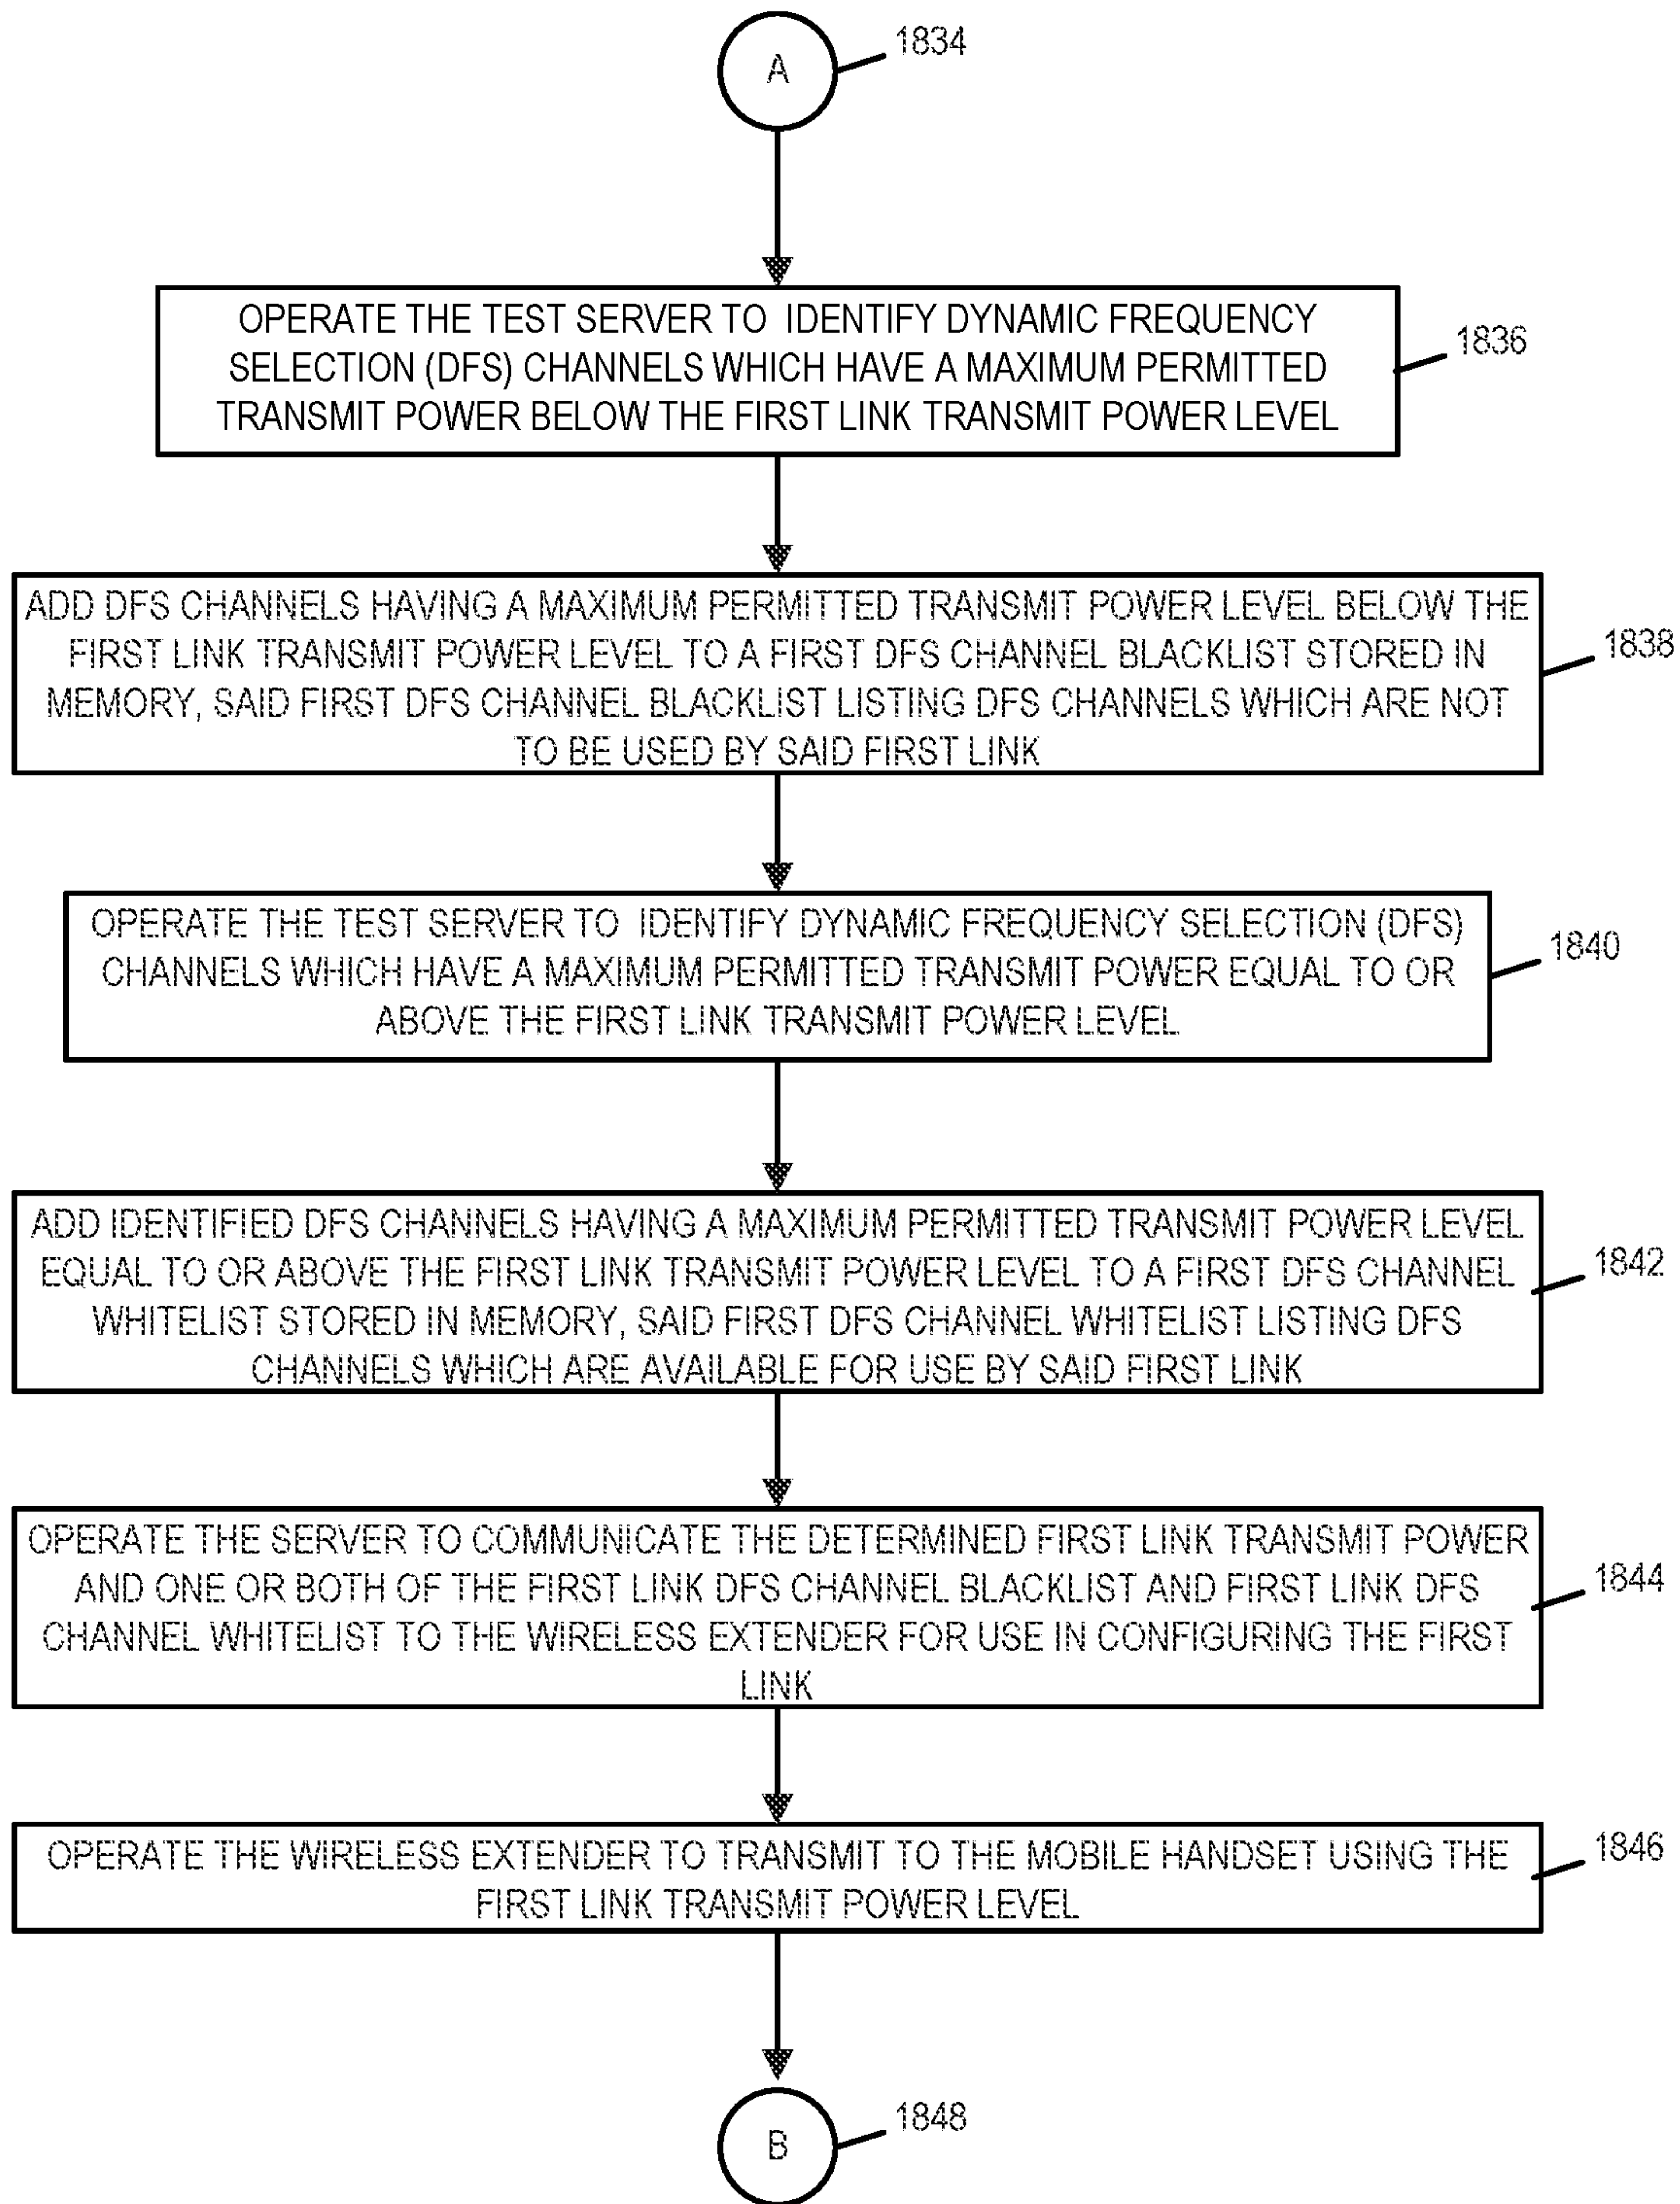 A
1834
OPERATE THE TEST SERVER TO IDENTIFY DYNAMIC FREQUENCY
SELECTION (DFS) CHANNELS WHICH HAVE A MAXIMUM PERMITTED
TRANSMIT POWER BELOW THE FIRST LINK TRANSMIT POWER LEVEL
1836
ADD DFS CHANNELS HAVING A MAXIMUM PERMITTED TRANSMIT POWER LEVEL BELOW THE
FIRST LINK TRANSMIT POWER LEVEL TO A FIRST DFS CHANNEL BLACKLIST STORED IN
MEMORY, SAID FIRST DFS CHANNEL BLACKLIST LISTING DFS CHANNELS WHICH ARE NOT
TO BE USED BY SAID FIRST LINK
1838
OPERATE THE TEST SERVER TO IDENTIFY DYNAMIC FREQUENCY SELECTION (DFS)
CHANNELS WHICH HAVE A MAXIMUM PERMITTED TRANSMIT POWER EQUAL TO OR
ABOVE THE FIRST LINK TRANSMIT POWER LEVEL
1840
ADD IDENTIFIED DFS CHANNELS HAVING A MAXIMUM PERMITTED TRANSMIT POWER LEVEL
EQUAL TO OR ABOVE THE FIRST LINK TRANSMIT POWER LEVEL TO A FIRST DFS CHANNEL
WHITELIST STORED IN MEMORY, SAID FIRST DFS CHANNEL WHITELIST LISTING DFS
CHANNELS WHICH ARE AVAILABLE FOR USE BY SAID FIRST LINK
1842
OPERATE THE SERVER TO COMMUNICATE THE DETERMINED FIRST LINK TRANSMIT POWER
AND ONE OR BOTH OF THE FIRST LINK DFS CHANNEL BLACKLIST AND FIRST LINK DFS
CHANNEL WHITELIST TO THE WIRELESS EXTENDER FOR USE IN CONFIGURING THE FIRST
LINK
1844
OPERATE THE WIRELESS EXTENDER TO TRANSMIT TO THE MOBILE HANDSET USING THE
FIRST LINK TRANSMIT POWER LEVEL
1846
B
1848